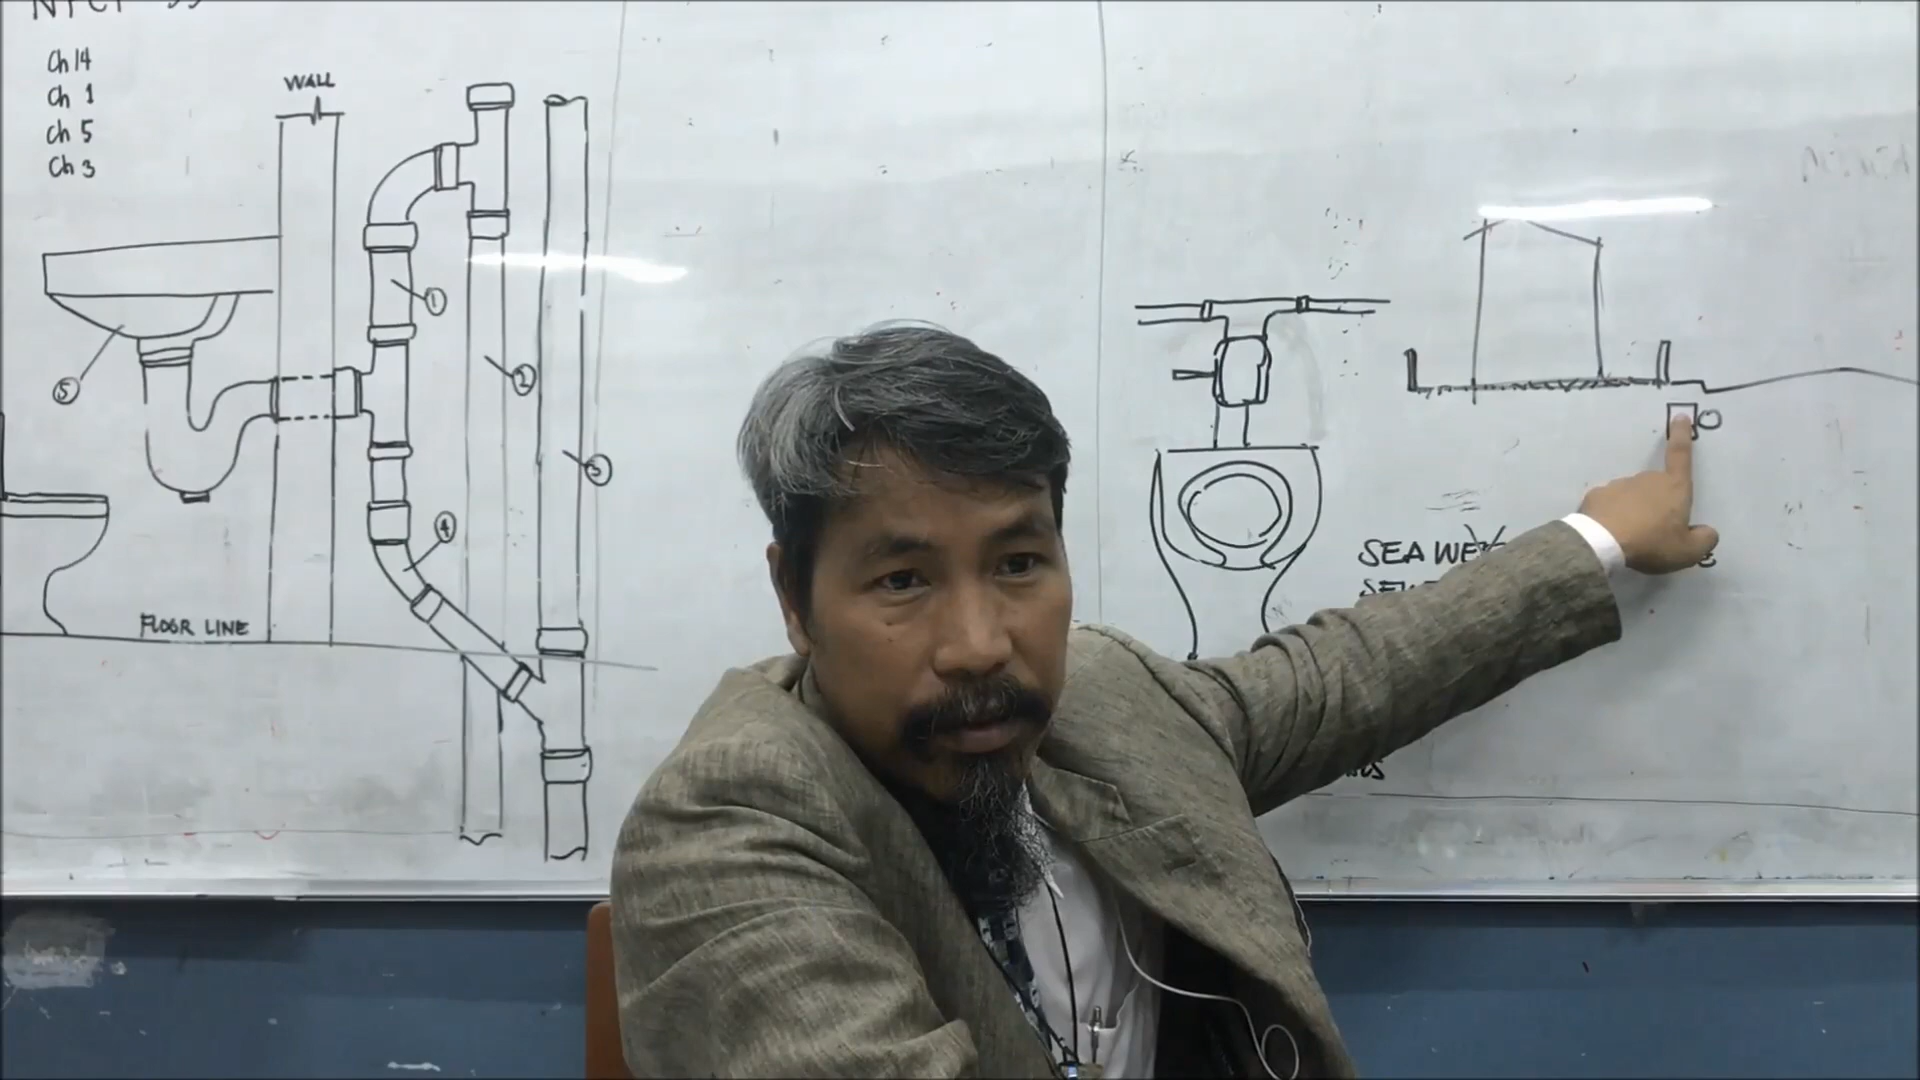 Ch 14
Ch 1
Ch 5
Ch 3
WALL
1
2
3
4
5
FLOOR LINE
SEA WE